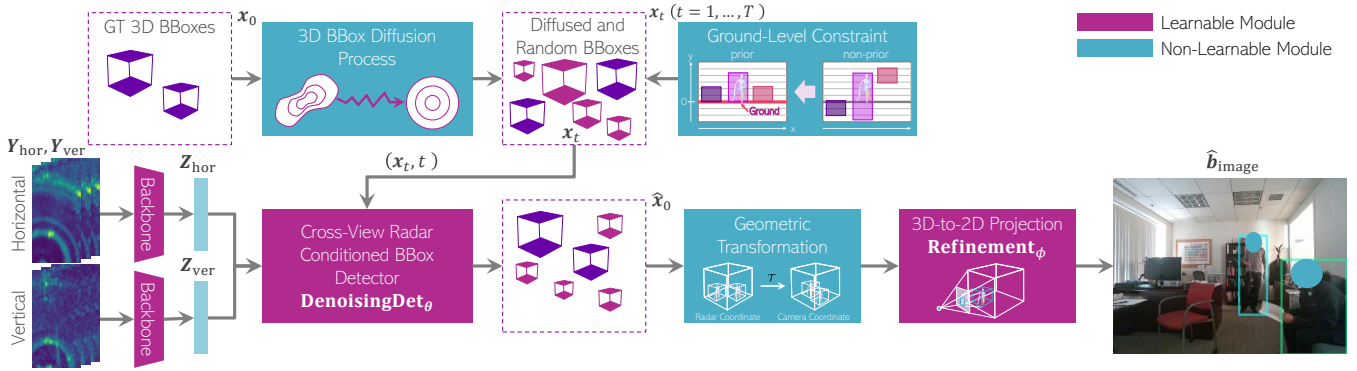 GT 3D BBoxes
𝒙₀
3D BBox Diffusion
Process
Diffused and
Random BBoxes
𝒙ₜ
𝒙ₜ (t = 1, … , T)
Ground-Level Constraint
prior
non-prior
y
0
Ground
x
Learnable Module
Non-Learnable Module
𝒀hor, 𝒀ver
Horizontal
Vertical
Backbone
Backbone
𝒁hor
𝒁ver
(𝒙ₜ, t)
Cross-View Radar
Conditioned BBox
Detector
DenoisingDetθ
x̂₀
Geometric
Transformation
𝒯
Radar Coordinate
Camera Coordinate
3D-to-2D Projection
Refinementϕ
b̂image